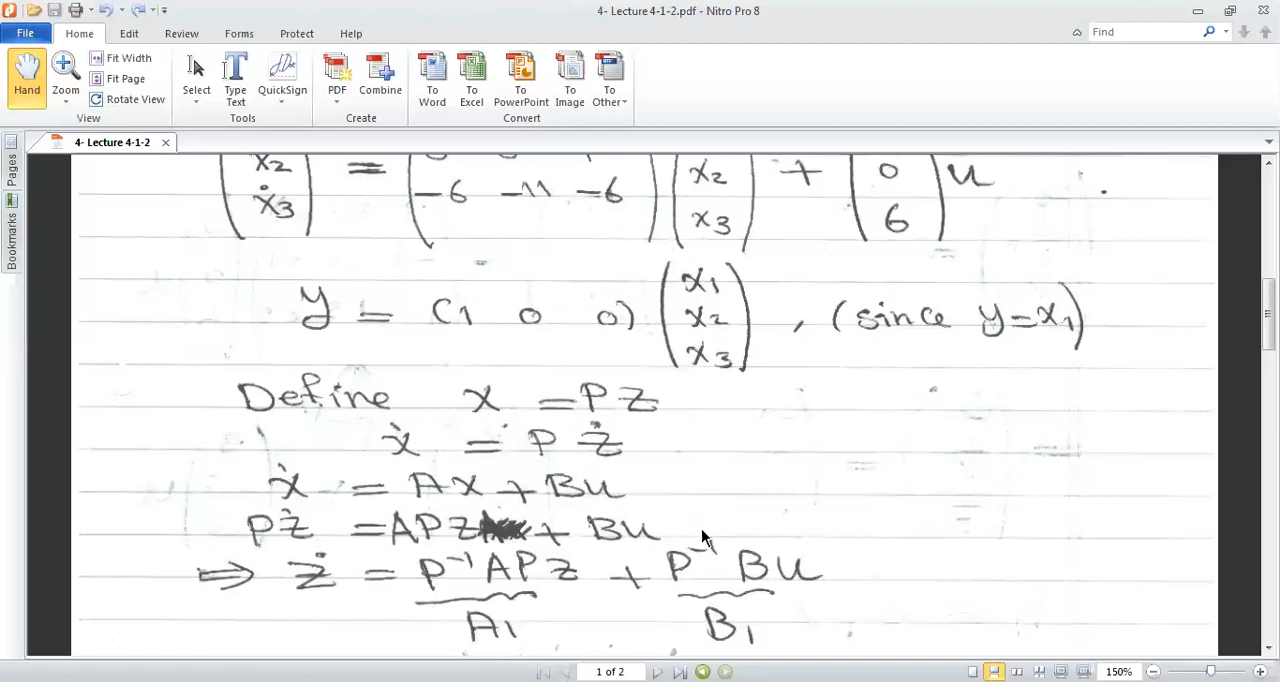 4- Lecture 4-1-2.pdf - Nitro Pro 8
File Home Edit Review Forms Protect Help Find
Fit Width
Fit Page
Rotate View
Hand Zoom Select Type Text QuickSign PDF Combine To Word To Excel To PowerPoint To Image To Other
View Tools Create Convert
4- Lecture 4-1-2
Pages
Bookmarks
(ẋ2 ẋ3) = (-6 -11 -6) (x2 x3) + (0 6) u
y = (1 0 0) (x1 x2 x3) , (since y=x1)
Define x = PZ
ẋ = P Ż
ẋ = Ax + Bu
PŻ = APZ + Bu
⇒ Ż = P⁻¹APZ + P⁻¹Bu
A1 B1
1 of 2 150%